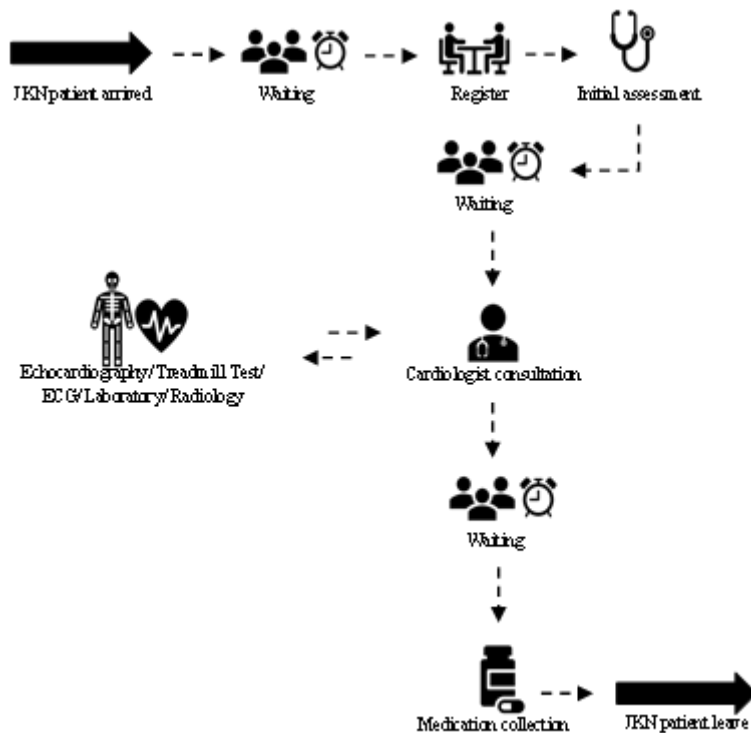 JKN patient arrived
Waiting
Register
Initial assessment
Waiting
Echocardiography/Treadmill Test/
ECG/Laboratory/Radiology
Cardiologist consultation
Waiting
Medication collection
JKN patient leave